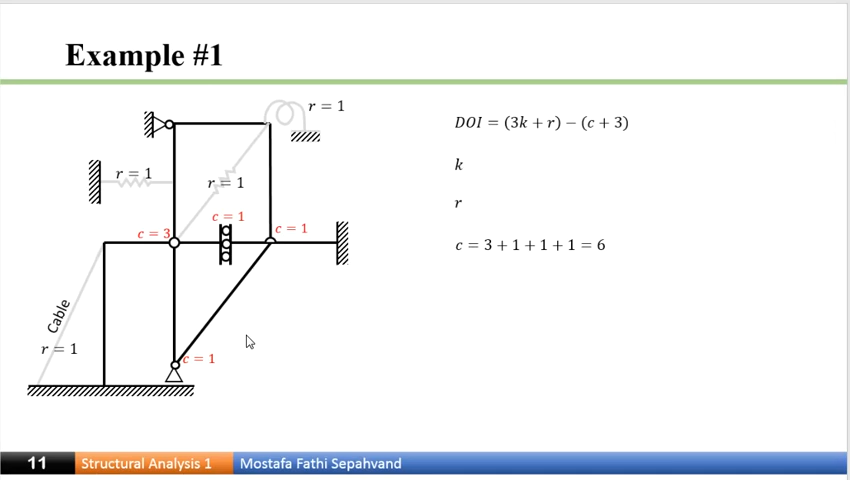 Example #1
r = 1
DOI = (3k + r) − (c + 3)
k
r = 1
r = 1
r
c = 1
c = 3
c = 1
c = 3 + 1 + 1 + 1 = 6
Cable
r = 1
c = 1
11
Structural Analysis 1
Mostafa Fathi Sepahvand